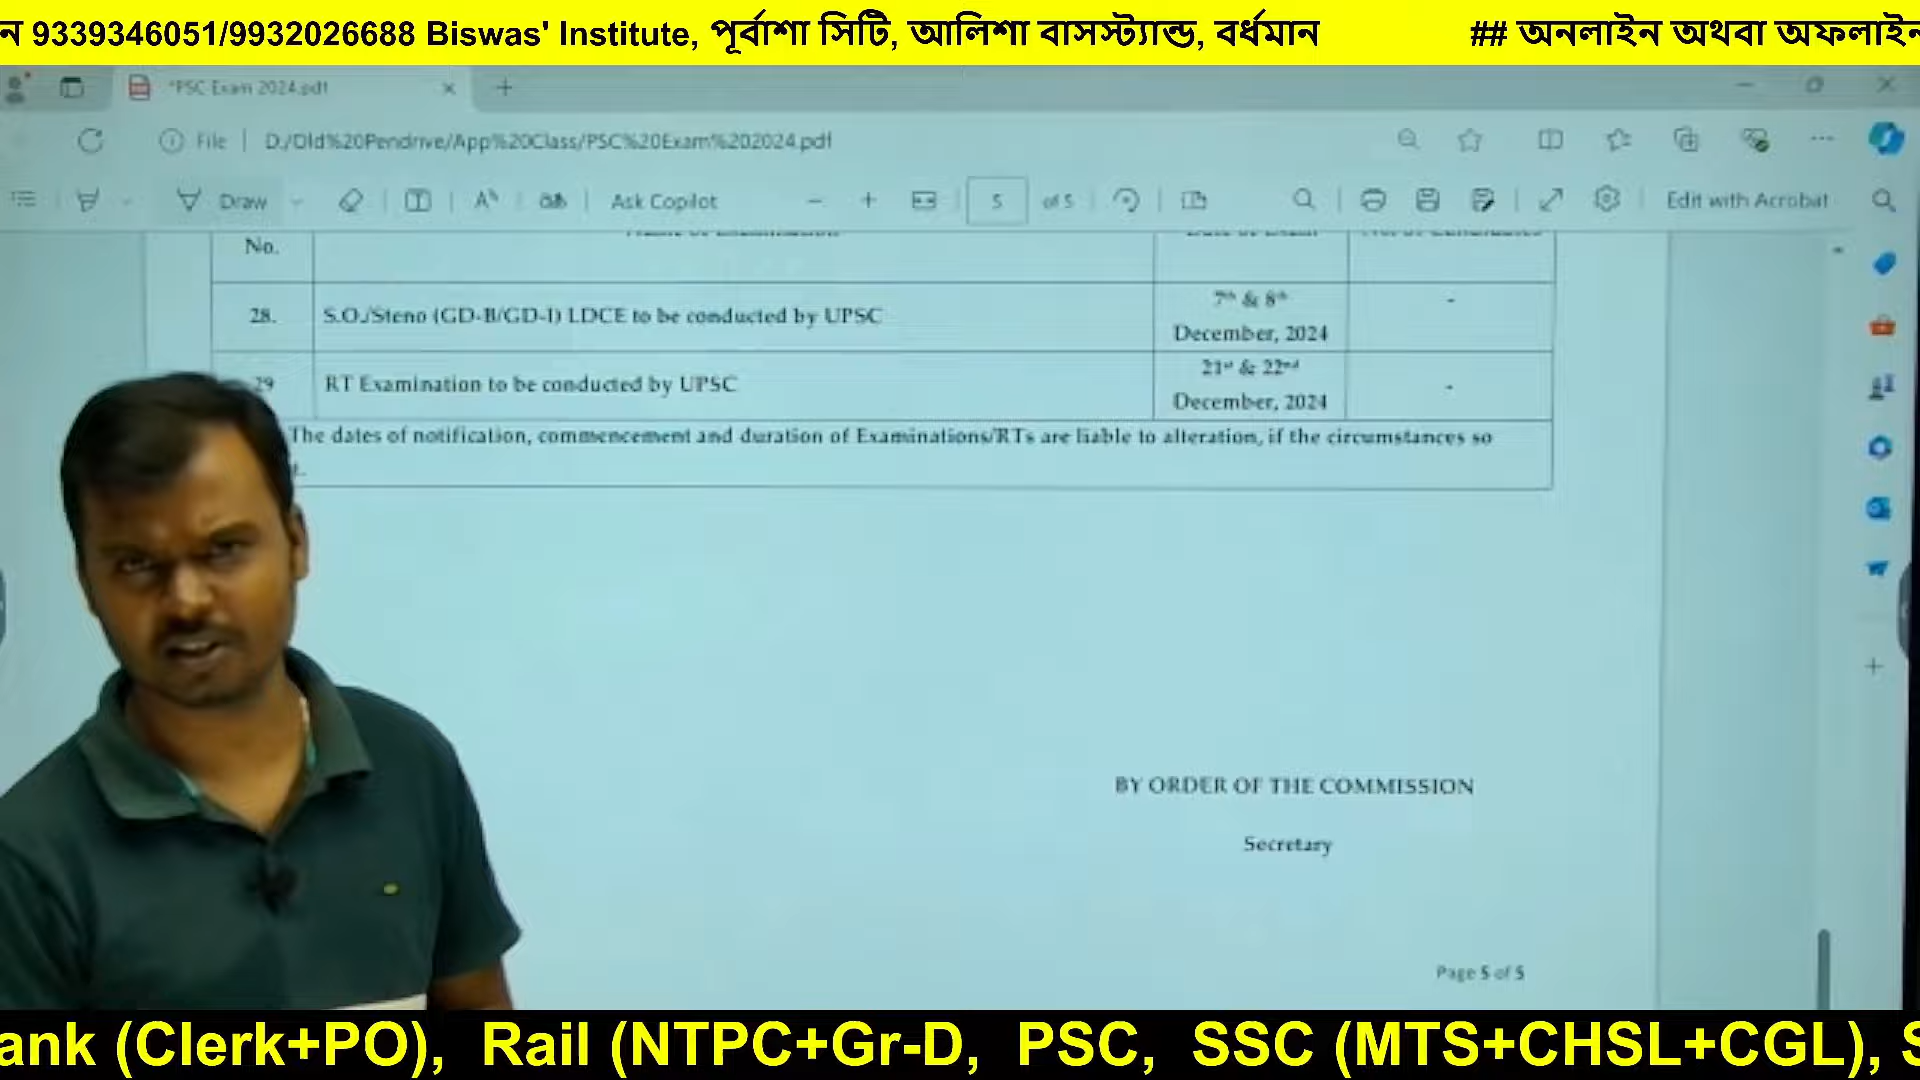 ন 9339346051/9932026688 Biswas' Institute, পূর্বাশা সিটি, আলিশা বাসস্ট্যান্ড, বর্ধমান ## অনলাইন অথবা অফলাইন
*PSC Exam 2024.pdf
File D:/Old%20Pendrive/App%20Class/PSC%20Exam%202024.pdf
Draw Ask Copilot 5 of 5 Edit with Acrobat
No.
28. S.O./Steno (GD-B/GD-I) LDCE to be conducted by UPSC 7th & 8th December, 2024 -
29 RT Examination to be conducted by UPSC 21st & 22nd December, 2024 -
The dates of notification, commencement and duration of Examinations/RTs are liable to alteration, if the circumstances so
BY ORDER OF THE COMMISSION
Secretary
Page 5 of 5
ank (Clerk+PO), Rail (NTPC+Gr-D, PSC, SSC (MTS+CHSL+CGL), S